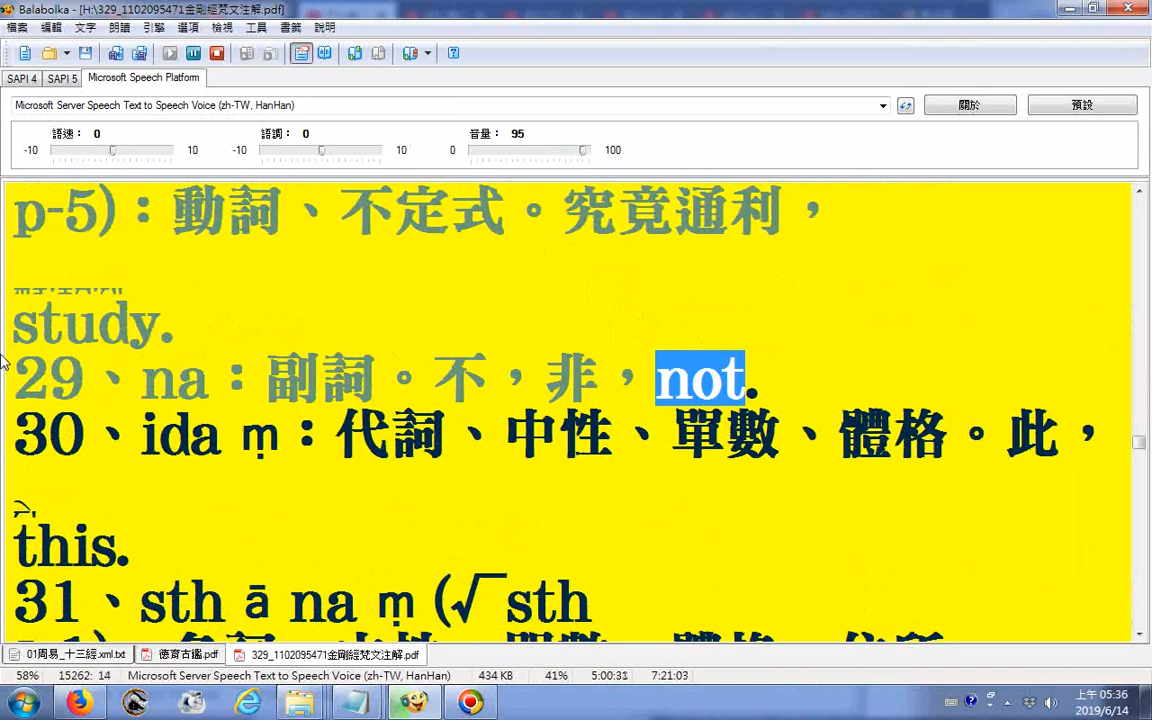 Balabolka - [H:\329_1102095471金剛經梵文注解.pdf]
檔案 編輯 文字 朗讀 引擎 選項 檢視 工具 書籤 說明
SAPI 4 SAPI 5 Microsoft Speech Platform
Microsoft Server Speech Text to Speech Voice (zh-TW, HanHan) 關於 預設
語速： 0 語調： 0 音量： 95
-10 10 -10 10 0 100
p-5)：動詞、不定式。究竟通利，
study.
29、na：副詞。不，非，not.
30、ida ṃ：代詞、中性、單數、體格。此，
this.
31、sth ā na ṃ (√sth
01周易_十三經.xml.txt 德育古鑑.pdf 329_1102095471金剛經梵文注解.pdf
58% 15262: 14 Microsoft Server Speech Text to Speech Voice (zh-TW, HanHan) 434 KB 41% 5:00:31 7:21:03
上午 05:36
2019/6/14